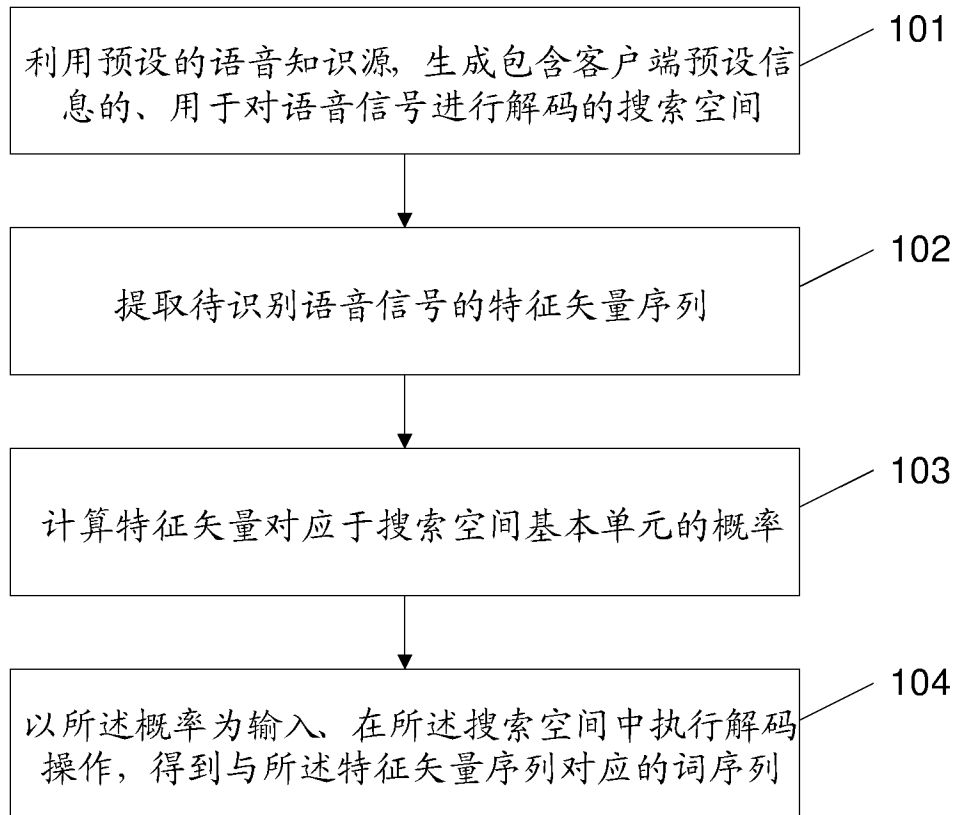 利用预设的语音知识源，生成包含客户端预设信
息的、用于对语音信号进行解码的搜索空间
101
提取待识别语音信号的特征矢量序列
102
计算特征矢量对应于搜索空间基本单元的概率
103
以所述概率为输入、在所述搜索空间中执行解码
操作，得到与所述特征矢量序列对应的词序列
104